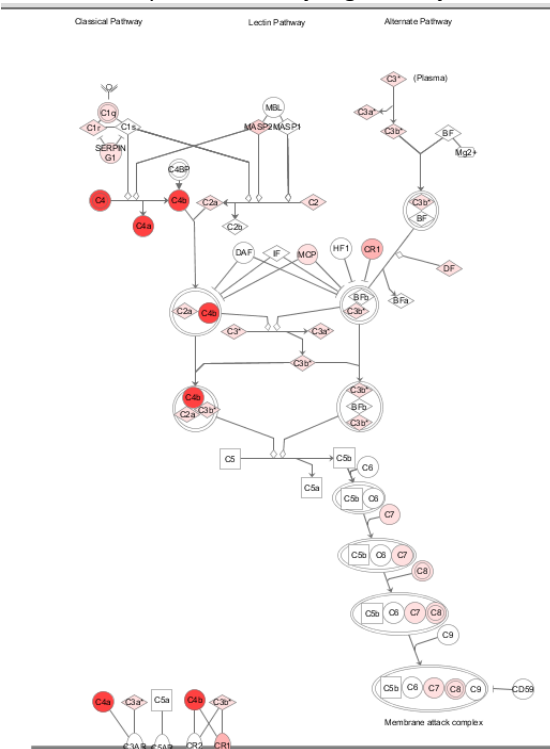 Classical Pathway Lectin Pathway Alternate Pathway
C3* (Plasma)
C3a*
C1q MBL
C1r C1s MASP2 MASP1 C3b* BF
SERPIN
G1 Mg2+
C4BP
C4 C4b C2a C2 C3b*
C4a C2b BF
DAF IF MCP HF1 CR1
DF
BFb BFa
C2a C4b C3b*
C3* C3a*
C3b*
C4b C3b*
C2a C3b* BFb
C3b*
C5 C5b C6
C5a
C5b C6
C7
C5b C6 C7
C8
C5b C6 C7 C8
C9
C5b C6 C7 C8 C9 CD59
Membrane attack complex
C4a C3a* C5a C4b C3b*
C5AR CR2 CR1